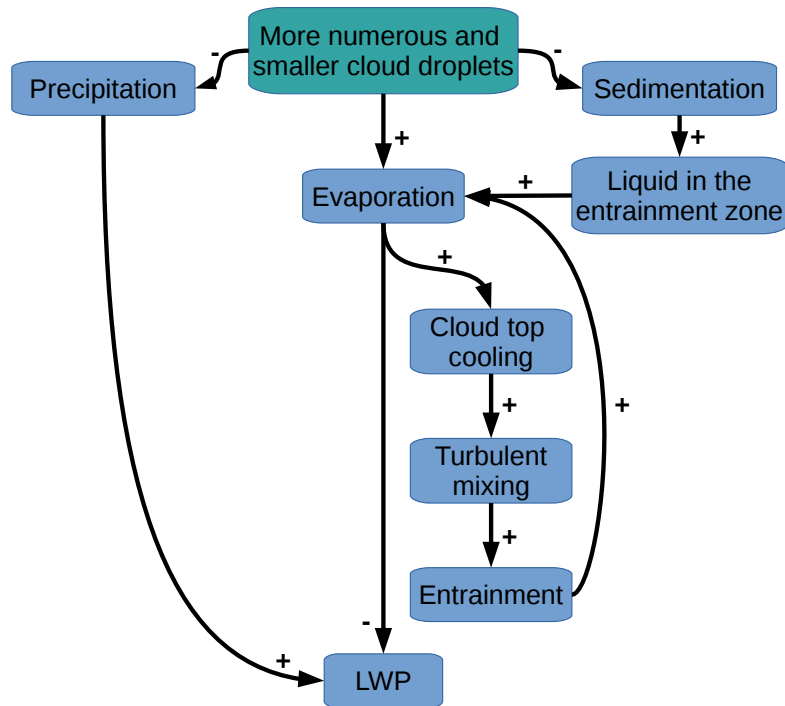 More numerous and
smaller cloud droplets
-
-
Precipitation
Sedimentation
+
+
Evaporation
+
Liquid in the
entrainment zone
+
Cloud top
cooling
+
+
Turbulent
mixing
+
Entrainment
-
+
LWP